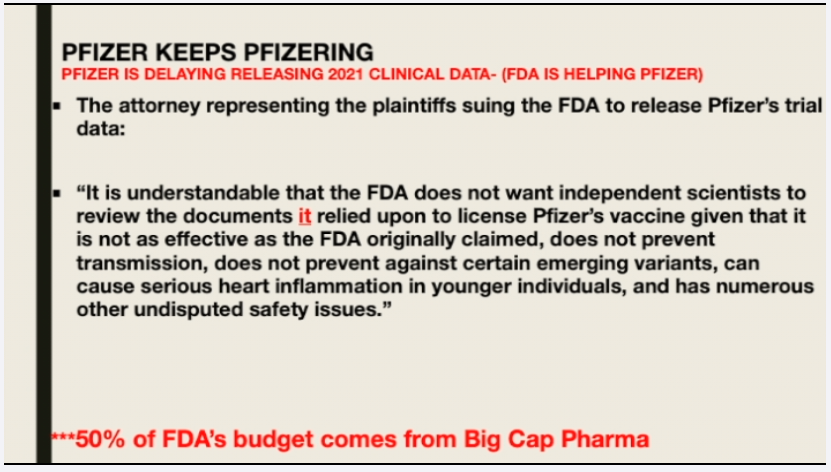 PFIZER KEEPS PFIZERING
PFIZER IS DELAYING RELEASING 2021 CLINICAL DATA- (FDA IS HELPING PFIZER)
▪ The attorney representing the plaintiffs suing the FDA to release Pfizer’s trial
data:
▪ “It is understandable that the FDA does not want independent scientists to
review the documents it relied upon to license Pfizer’s vaccine given that it
is not as effective as the FDA originally claimed, does not prevent
transmission, does not prevent against certain emerging variants, can
cause serious heart inflammation in younger individuals, and has numerous
other undisputed safety issues.”
***50% of FDA’s budget comes from Big Cap Pharma